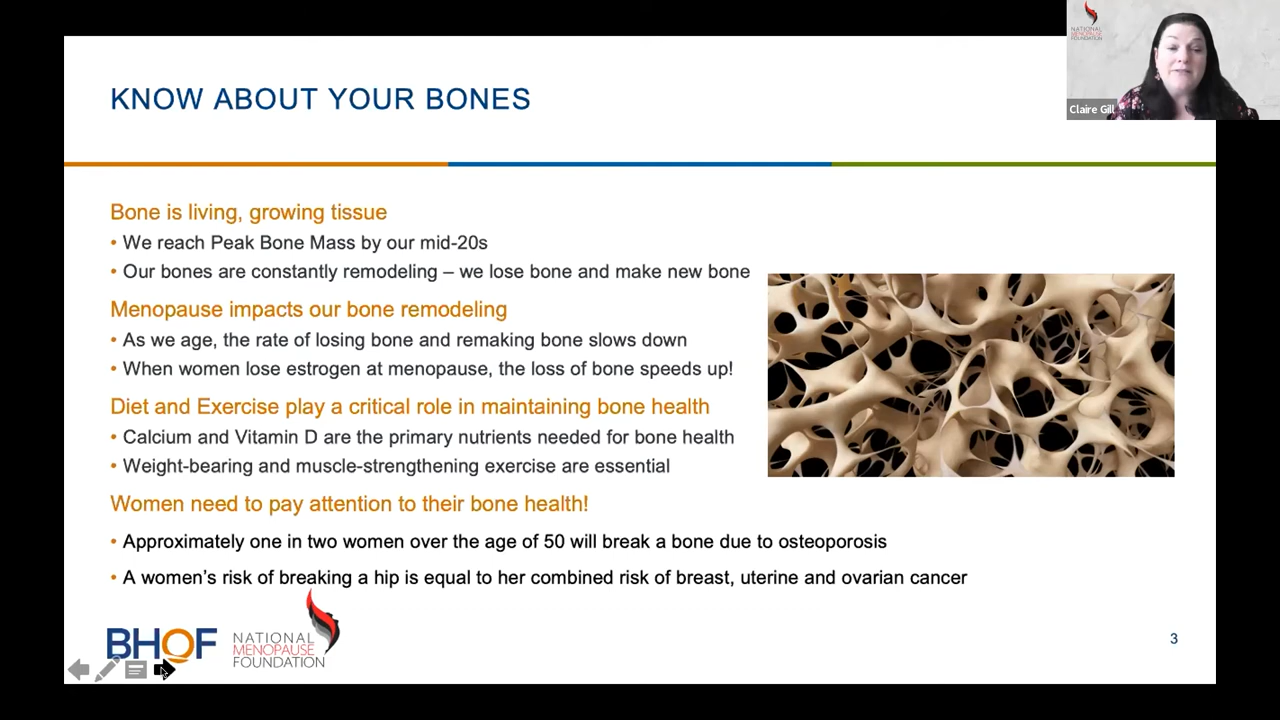 NATIONAL
MENOPAUSE
FOUNDATION
Claire Gill
KNOW ABOUT YOUR BONES
Bone is living, growing tissue
• We reach Peak Bone Mass by our mid-20s
• Our bones are constantly remodeling – we lose bone and make new bone
Menopause impacts our bone remodeling
• As we age, the rate of losing bone and remaking bone slows down
• When women lose estrogen at menopause, the loss of bone speeds up!
Diet and Exercise play a critical role in maintaining bone health
• Calcium and Vitamin D are the primary nutrients needed for bone health
• Weight-bearing and muscle-strengthening exercise are essential
Women need to pay attention to their bone health!
• Approximately one in two women over the age of 50 will break a bone due to osteoporosis
• A women’s risk of breaking a hip is equal to her combined risk of breast, uterine and ovarian cancer
BHOF
NATIONAL
MENOPAUSE
FOUNDATION
3